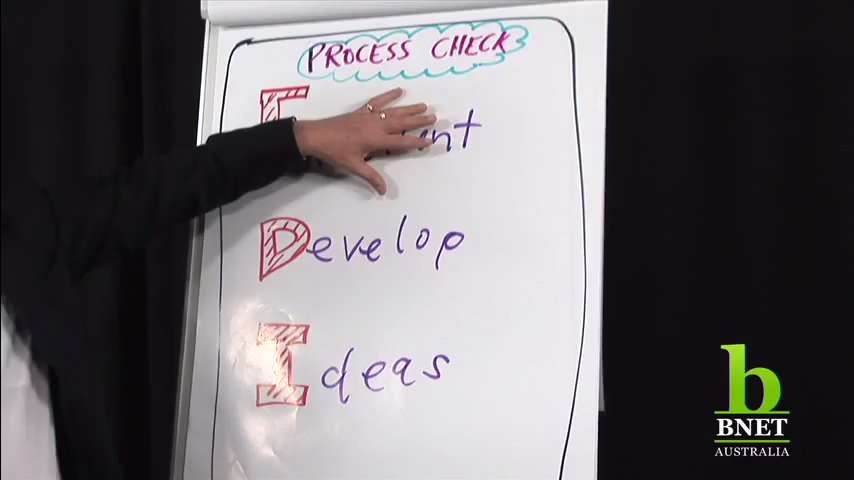 PROCESS CHECK
Develop
Ideas
b
BNET
AUSTRALIA